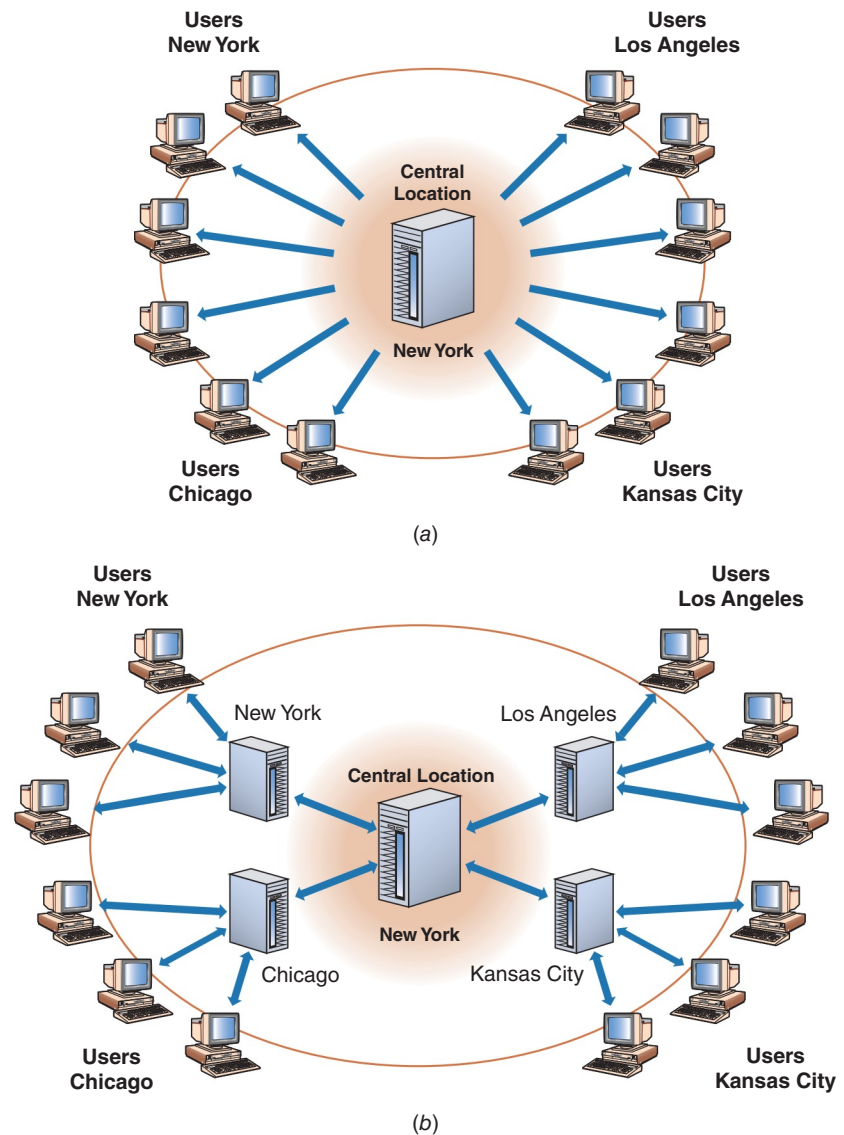 Users
New York
Users
Los Angeles
Central
Location
New York
Users
Chicago
Users
Kansas City
(a)
Users
New York
Users
Los Angeles
New York
Los Angeles
Central Location
New York
Chicago
Kansas City
Users
Chicago
Users
Kansas City
(b)